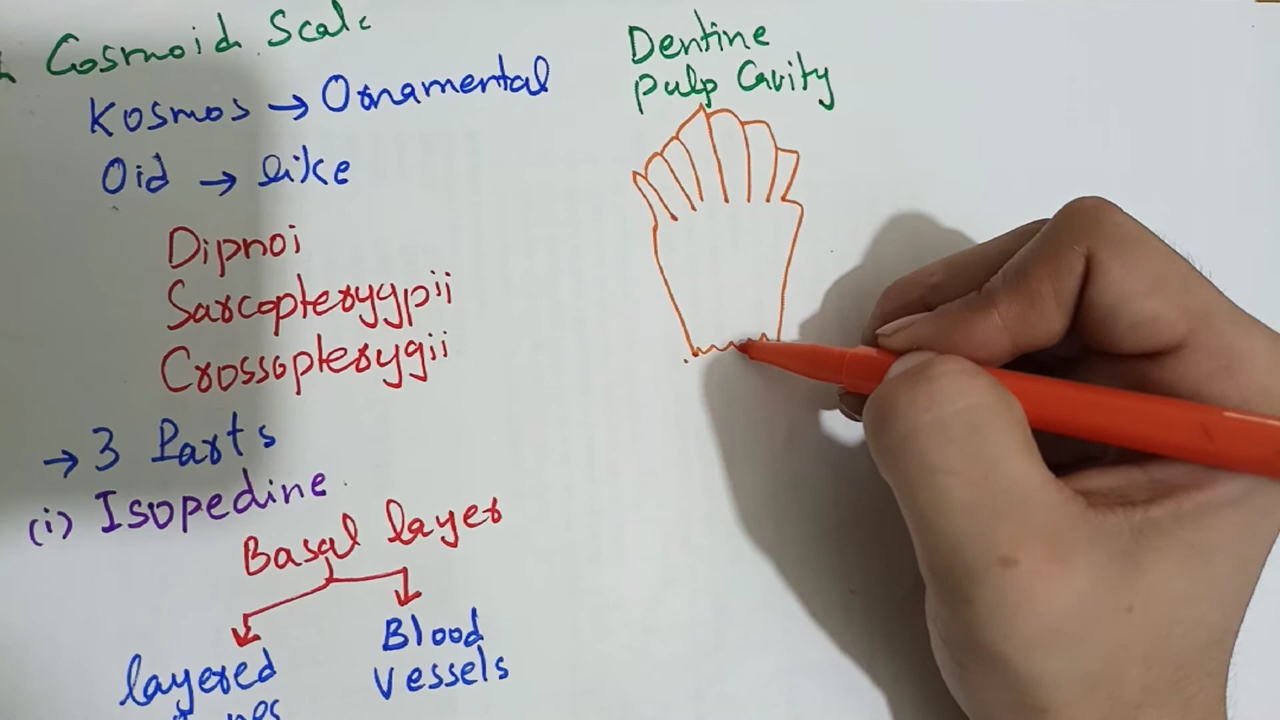 Cosmoid Scale
Kosmos → Ornamental
Oid → like
Dipnoi
Sarcopterygpii
Crossopterygii
→ 3 Parts
(i) Isopedine
Basal layer
layered
Blood
vessels
Dentine
Pulp Cavity